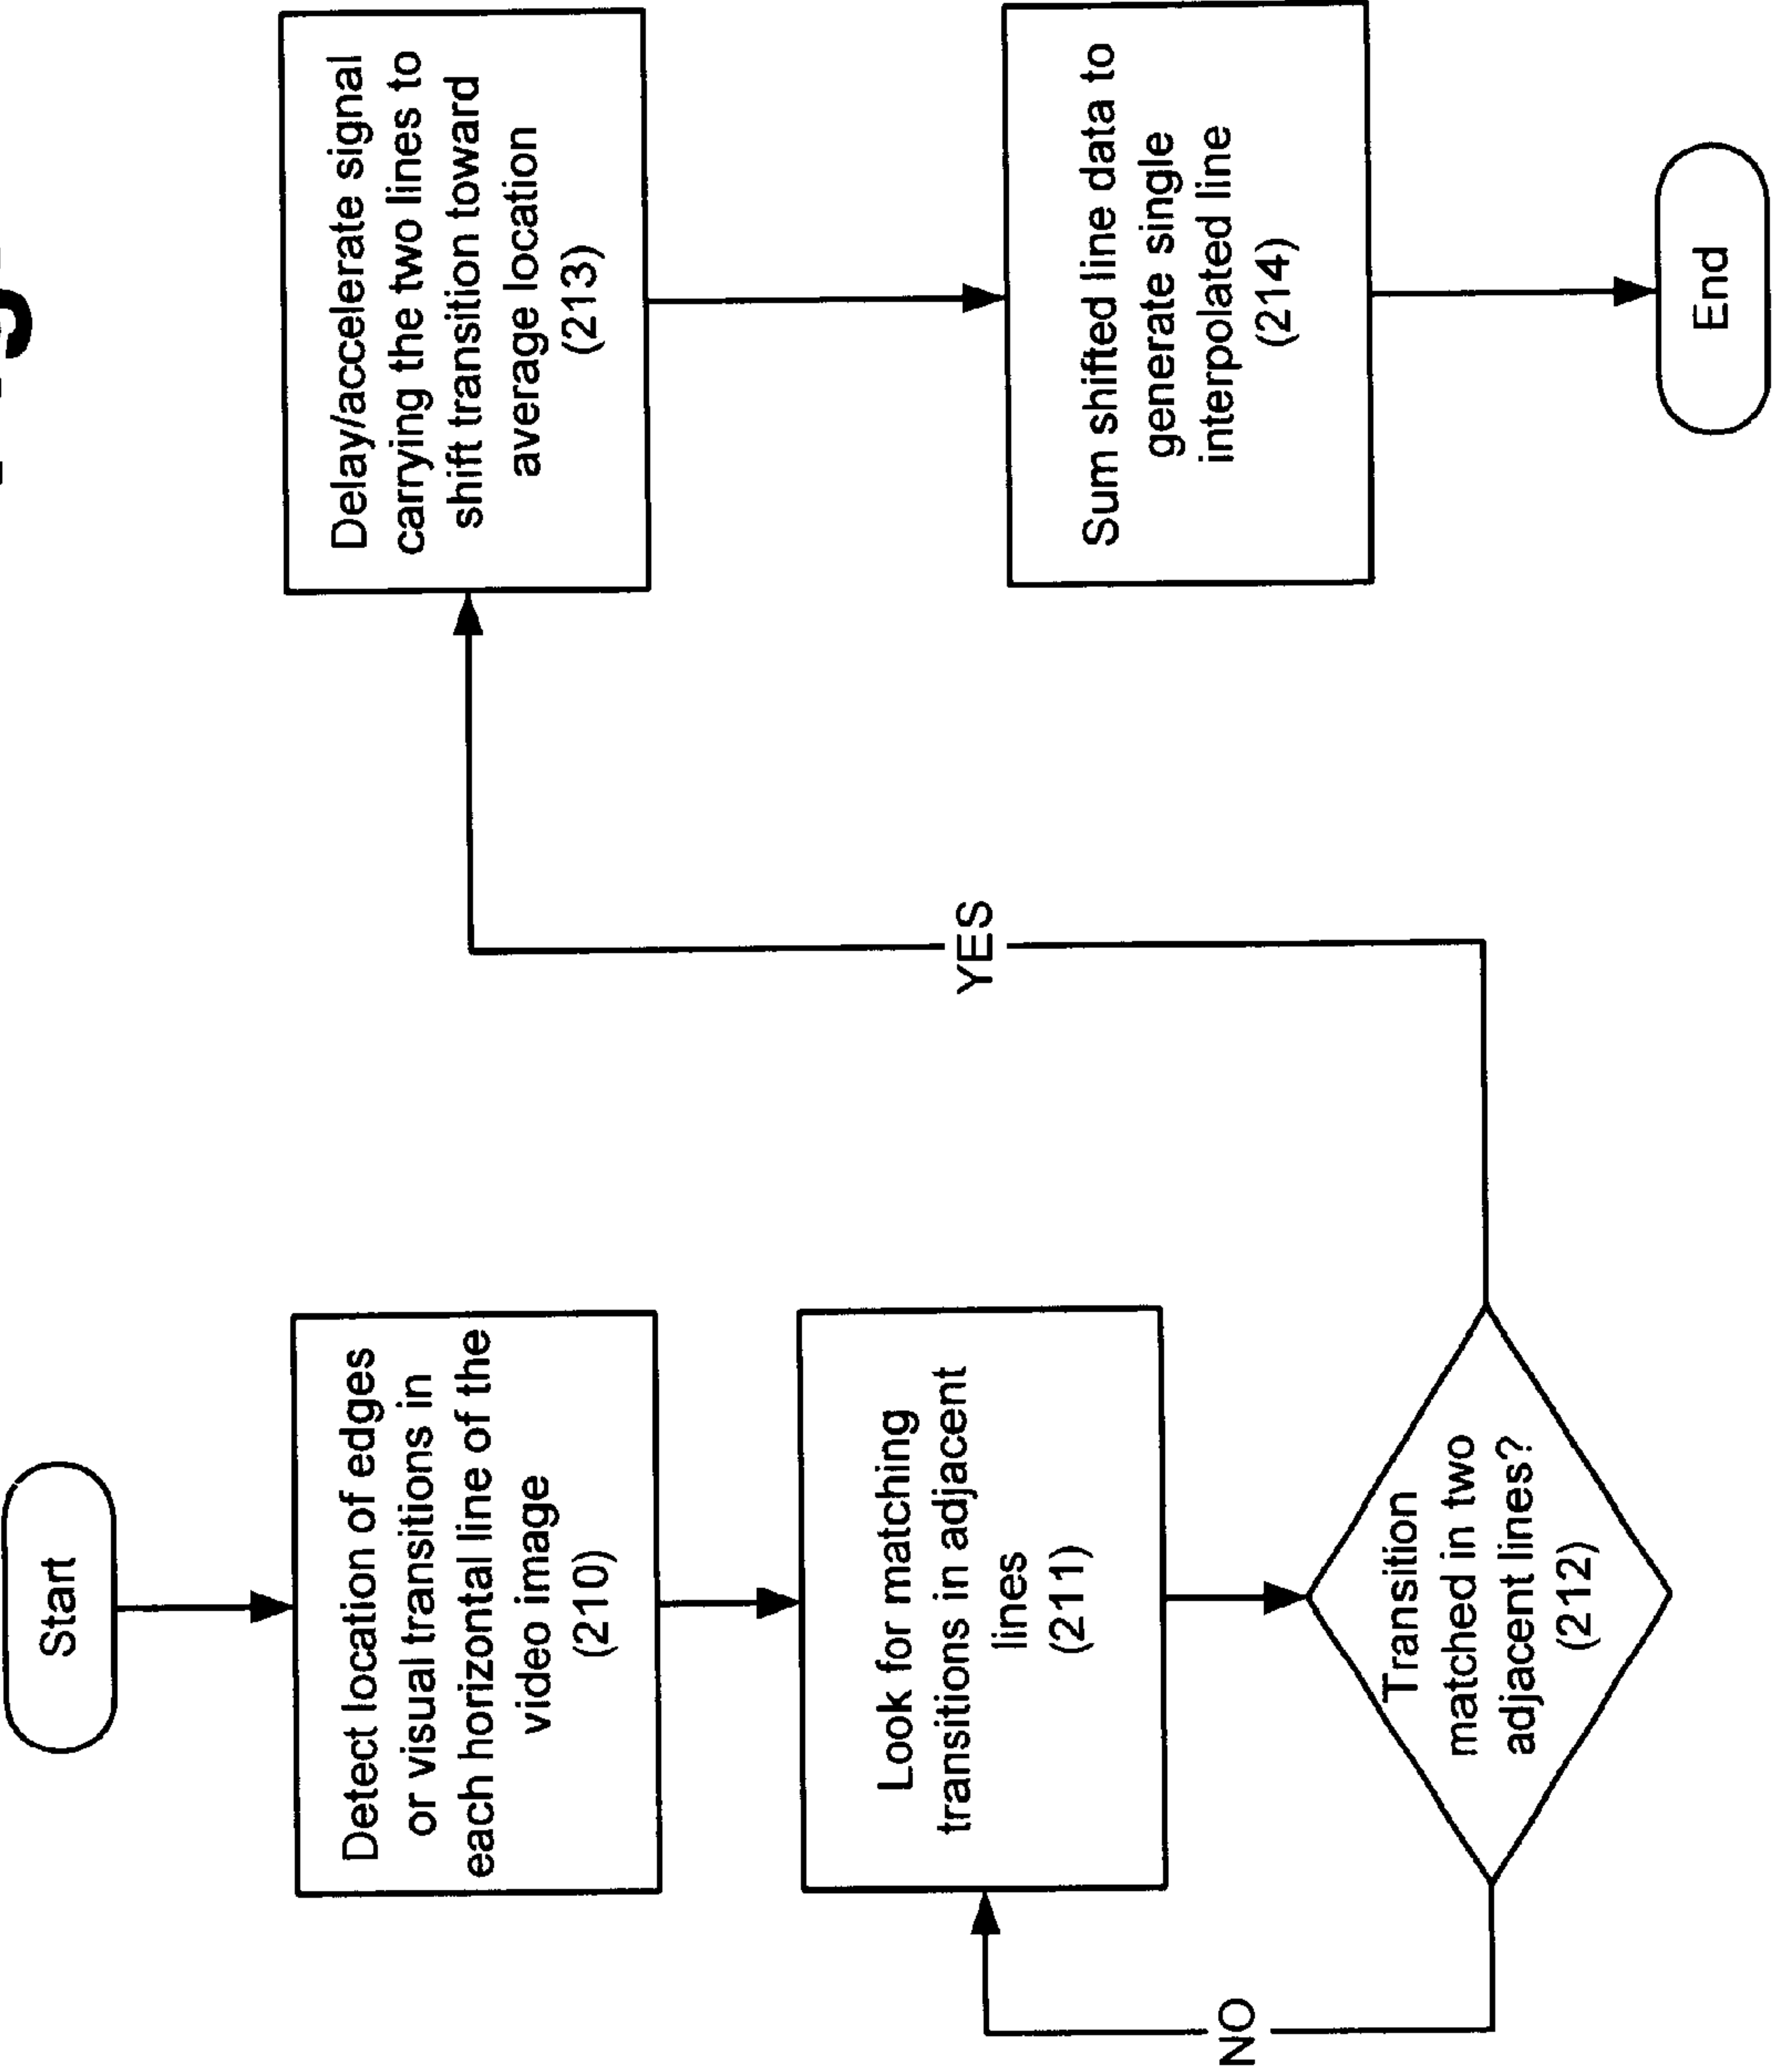 Start
Detect location of edges
or visual transitions in
each horizontal line of the
video image
(210)
Look for matching
transitions in adjacent
lines
(211)
Transition
matched in two
adjacent lines?
(212)
NO
YES
Delay/accelerate signal
carrying the two lines to
shift transition toward
average location
(213)
Sum shifted line data to
generate single
interpolated line
(214)
End